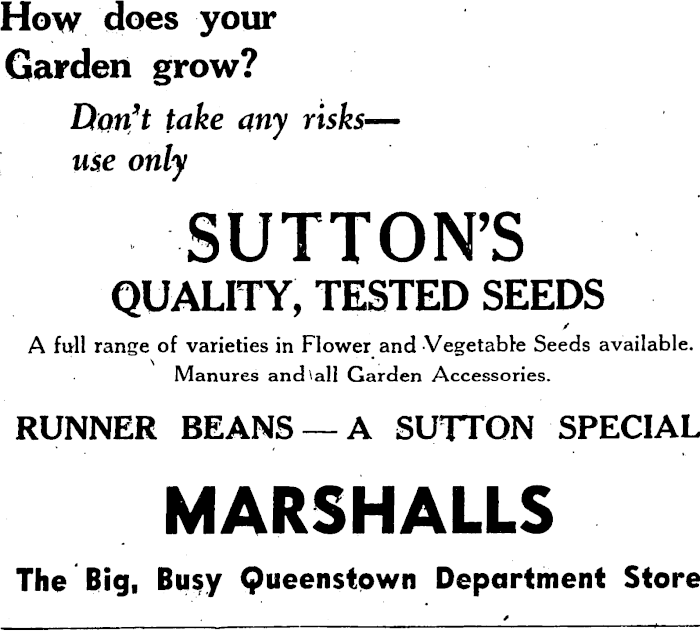 How does your
Garden grow?
Don't take any risks—
use only
SUTTON'S
QUALITY, TESTED SEEDS
A full range of varieties in Flower and Vegetable Seeds available.
Manures and all Garden Accessories.
RUNNER BEANS — A SUTTON SPECIAL
MARSHALLS
The Big, Busy Queenstown Department Store